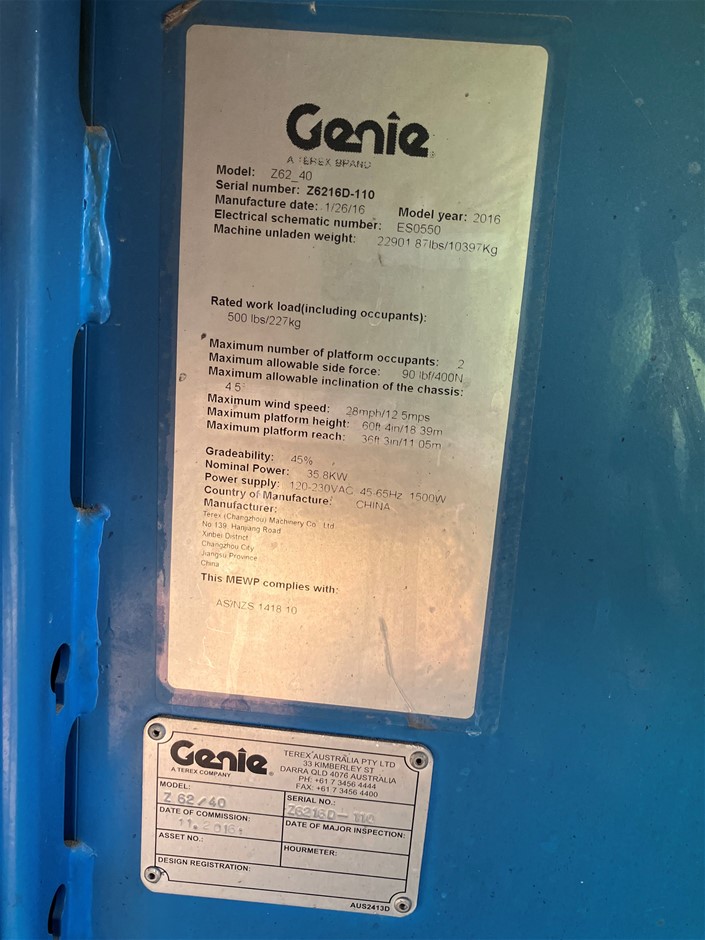 Genie
A TEREX BRAND
Model: Z62_40
Serial number: Z6216D-110
Manufacture date: 1/26/16 Model year: 2016
Electrical schematic number: ES0550
Machine unladen weight: 22901.87lbs/10397Kg
Rated work load(including occupants):
500 lbs/227kg
Maximum number of platform occupants: 2
Maximum allowable side force: 90 lbf/400N
Maximum allowable inclination of the chassis:
4.5°
Maximum wind speed: 28mph/12.5mps
Maximum platform height: 60ft 4in/18.39m
Maximum platform reach: 36ft 3in/11.05m
Gradeability: 45%
Nominal Power: 35.8KW
Power supply: 120-230VAC 45-65Hz 1500W
Country of Manufacture: CHINA
Manufacturer:
Terex (Changzhou) Machinery Co., Ltd.
No.139, Hanjiang Road
Xinbei District
Changzhou City
Jiangsu Province
China
This MEWP complies with:
AS/NZS 1418.10
Genie
A TEREX COMPANY
TEREX AUSTRALIA PTY LTD
33 KIMBERLEY ST
DARRA QLD 4076 AUSTRALIA
PH: +61 7 3456 4444
FAX: +61 7 3456 4400
MODEL: SERIAL NO.:
Z 62/40 Z6216D-110
DATE OF COMMISSION: DATE OF MAJOR INSPECTION:
11.2016.
ASSET NO.: HOURMETER:
DESIGN REGISTRATION:
AUS2413D